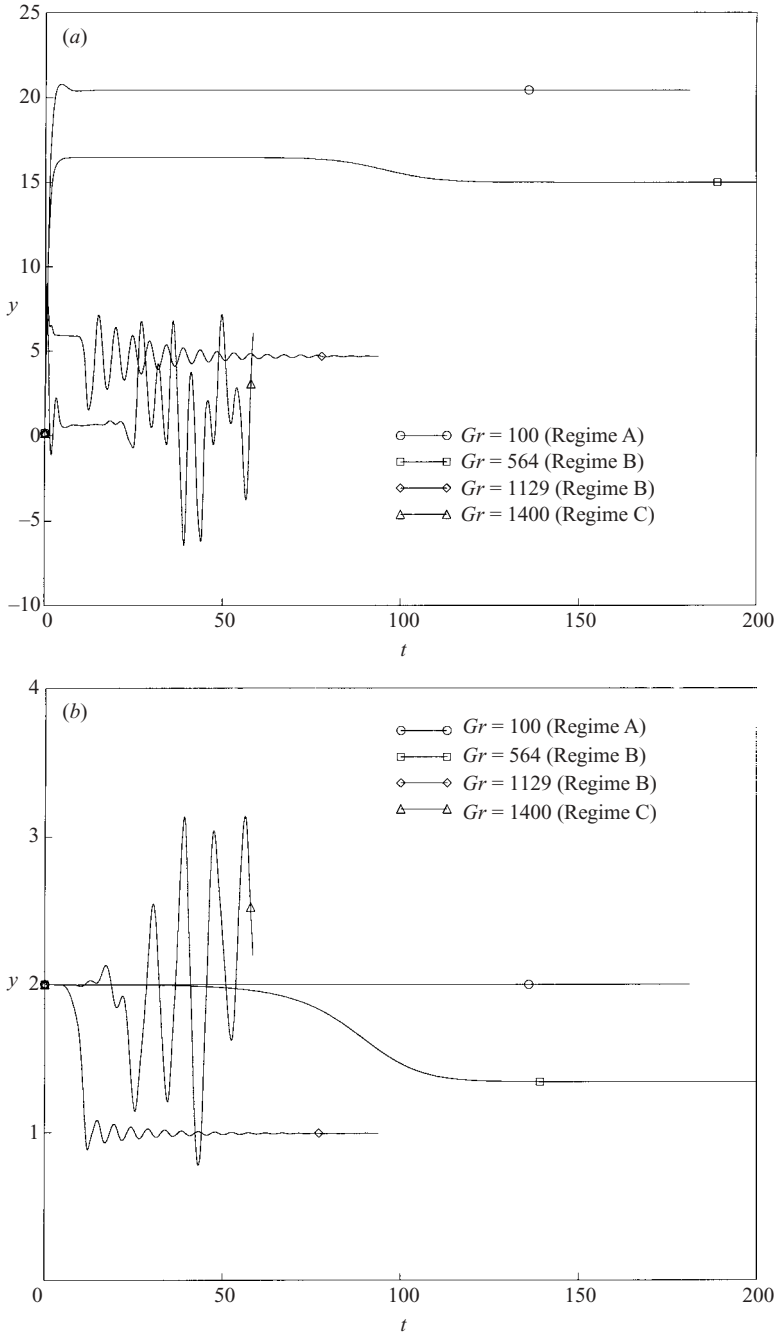 25
(a)
20
15
10
y
5
0
–5
–10
Gr = 100 (Regime A)
Gr = 564 (Regime B)
Gr = 1129 (Regime B)
Gr = 1400 (Regime C)
0
50
100
150
200
t
4
(b)
Gr = 100 (Regime A)
Gr = 564 (Regime B)
Gr = 1129 (Regime B)
Gr = 1400 (Regime C)
3
y 2
1
0
50
100
150
200
t